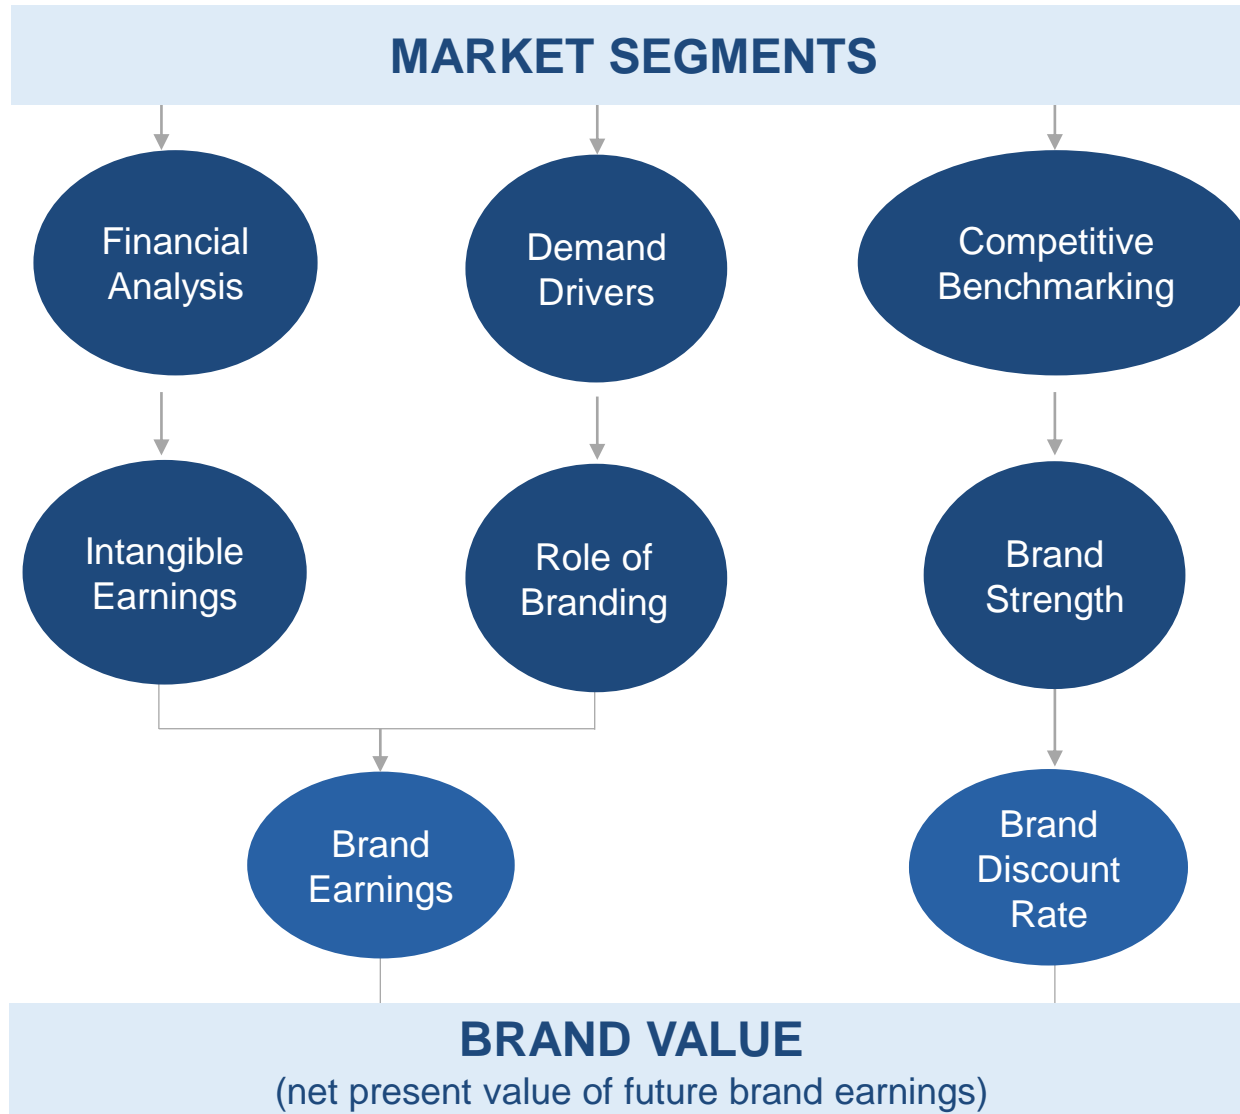 MARKET SEGMENTS
Financial
Analysis
Demand
Drivers
Competitive
Benchmarking
Intangible
Earnings
Role of
Branding
Brand
Strength
Brand
Earnings
Brand
Discount
Rate
BRAND VALUE
(net present value of future brand earnings)